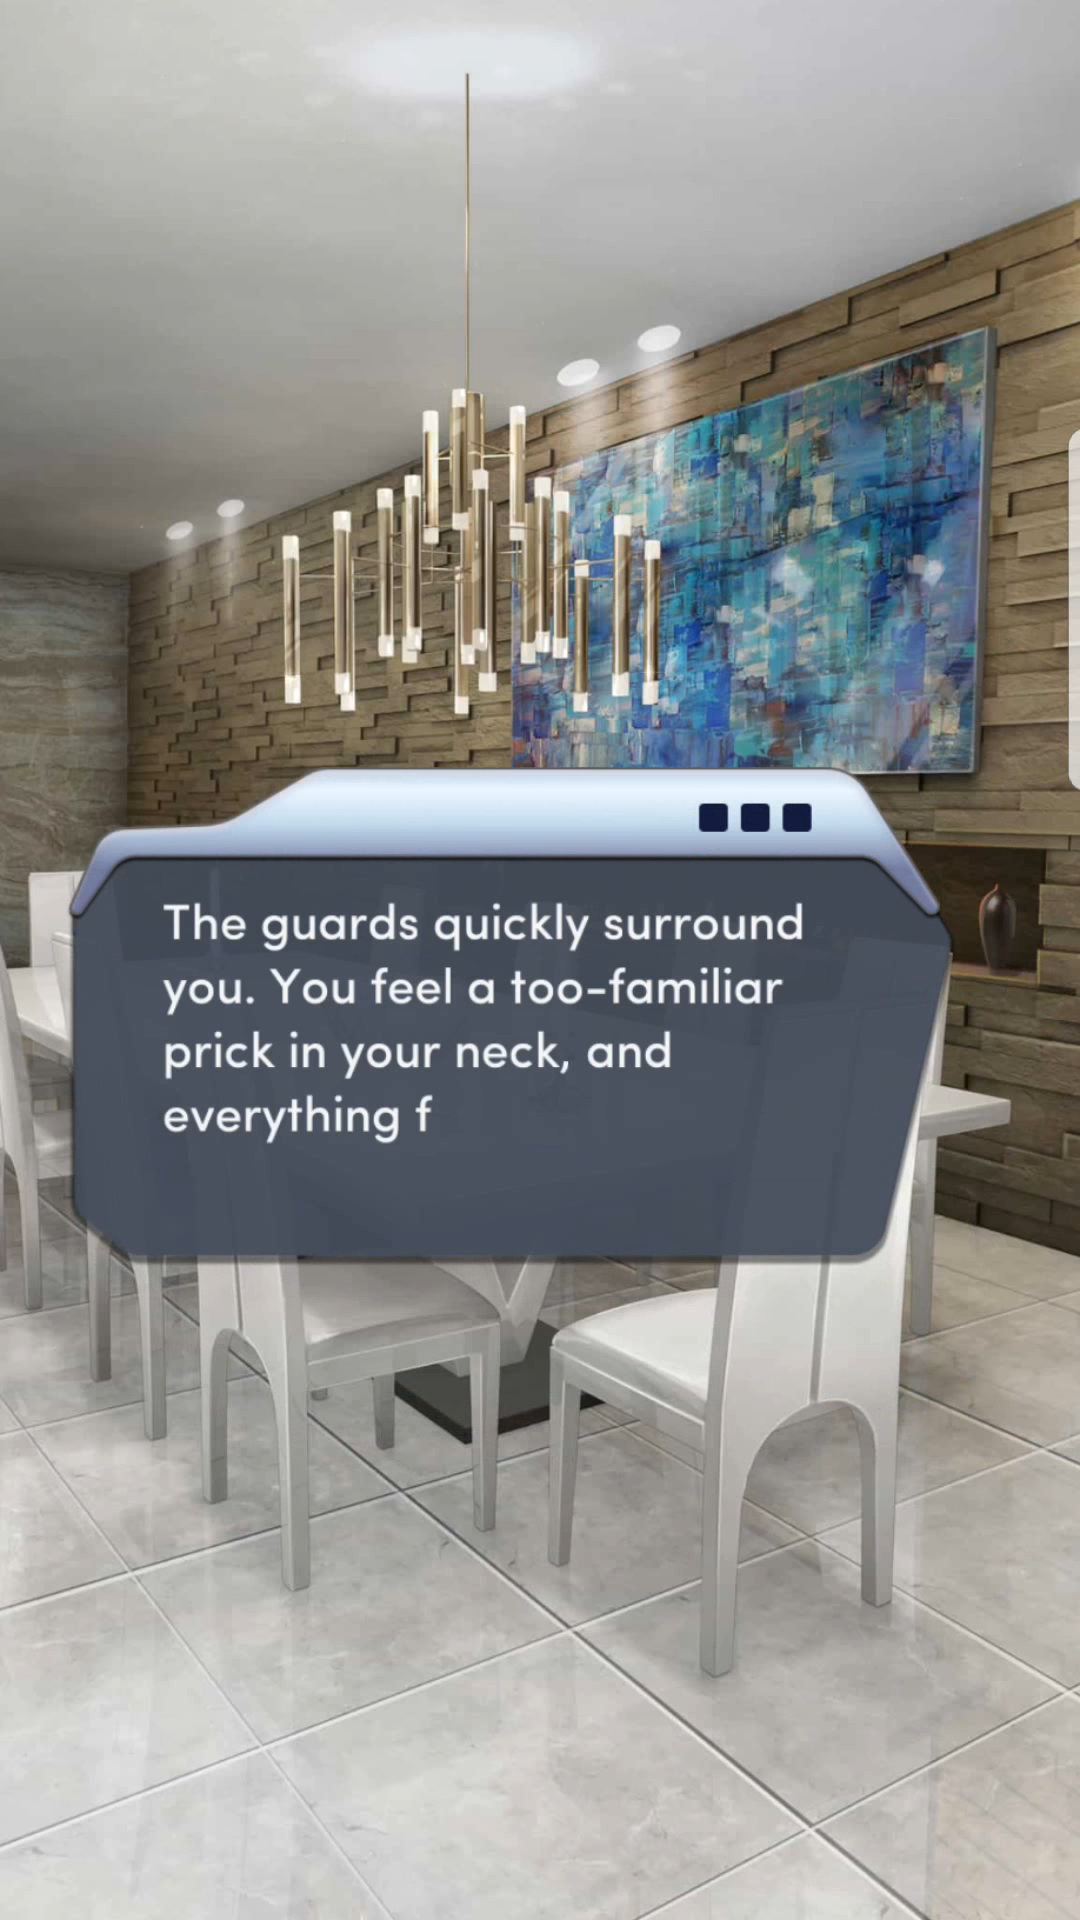 The guards quickly surround
you. You feel a too-familiar
prick in your neck, and
everything f